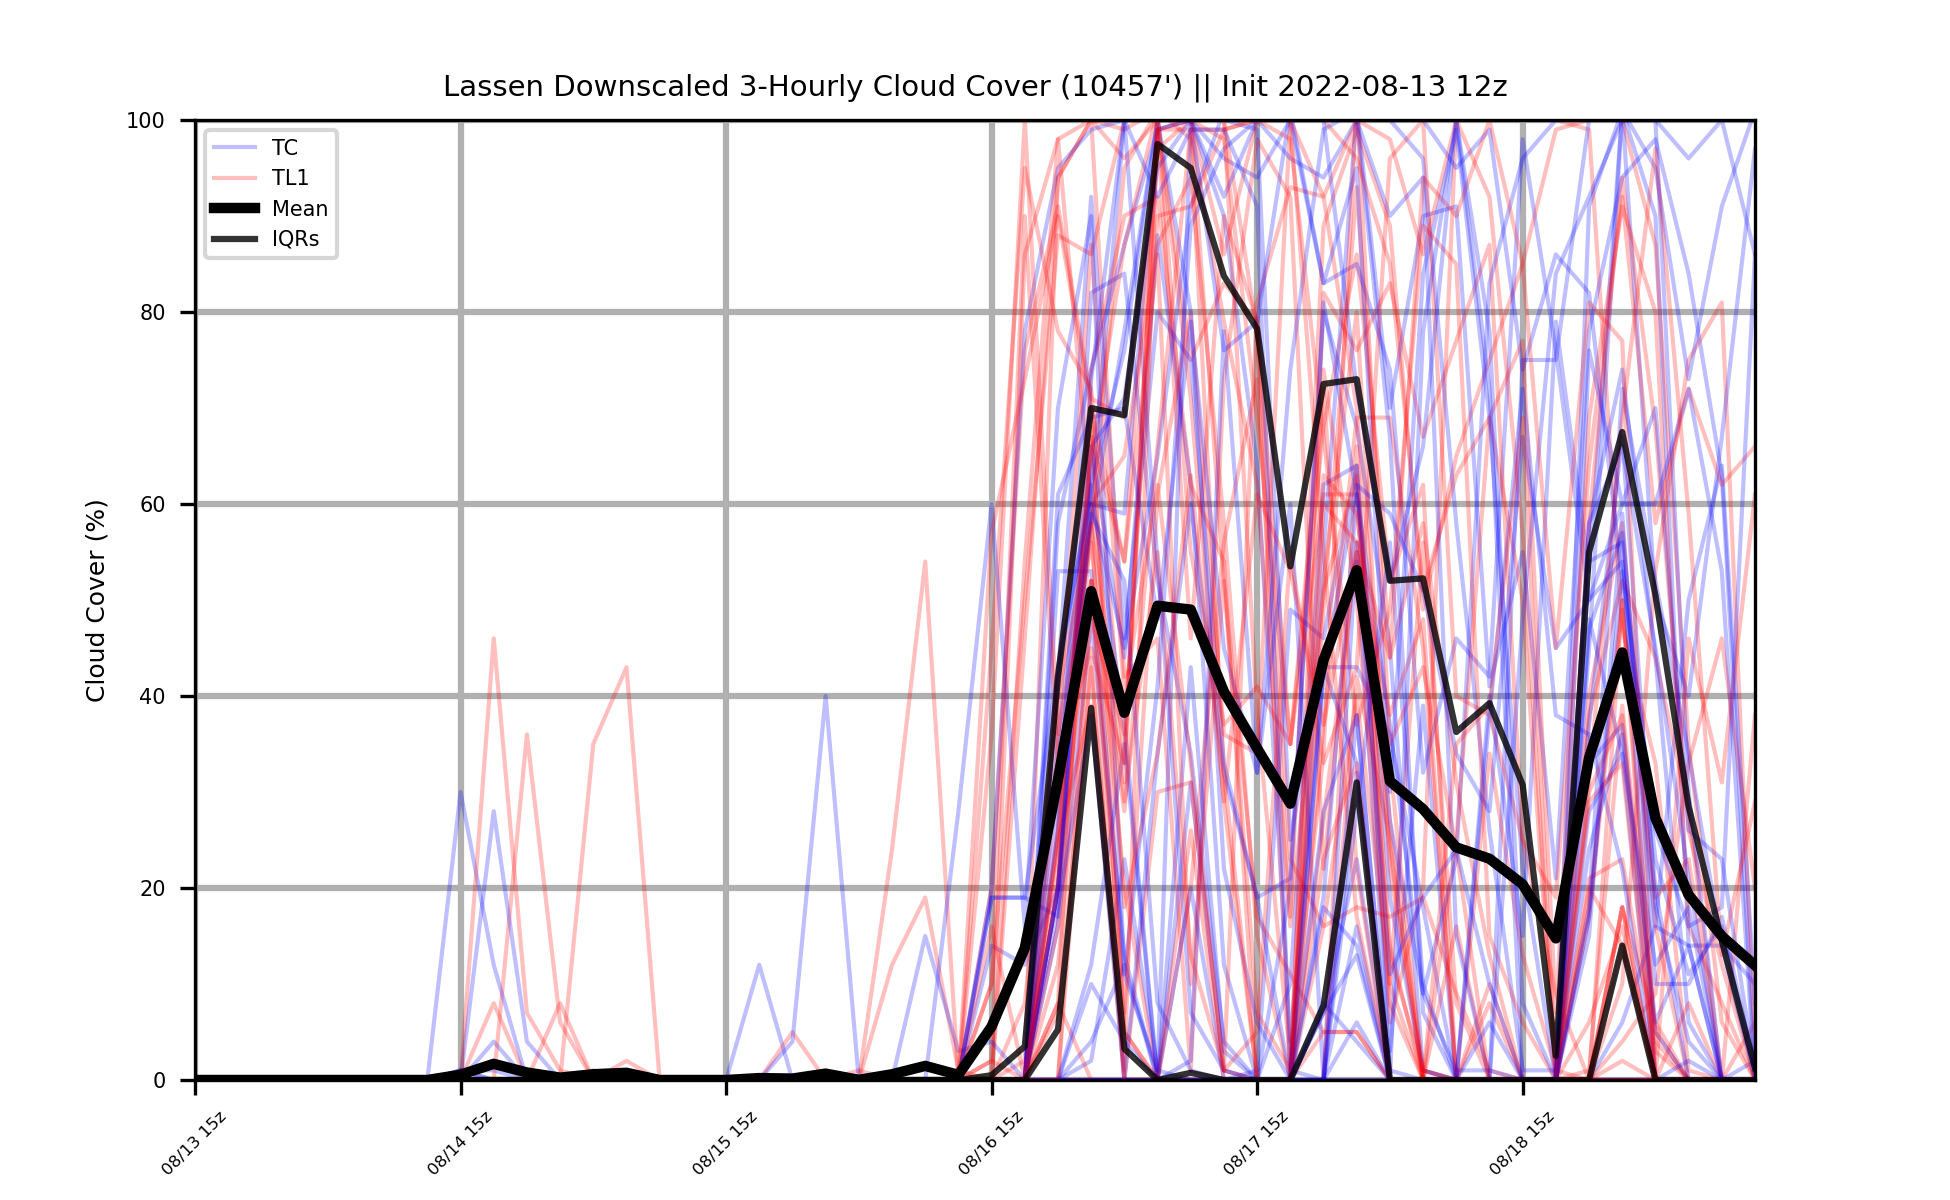 Lassen Downscaled 3-Hourly Cloud Cover (10457') || Init 2022-08-13 12z
TC
TL1
Mean
IQRs
Cloud Cover (%)
100
80
60
40
20
0
08/13 15z
08/14 15z
08/15 15z
08/16 15z
08/17 15z
08/18 15z